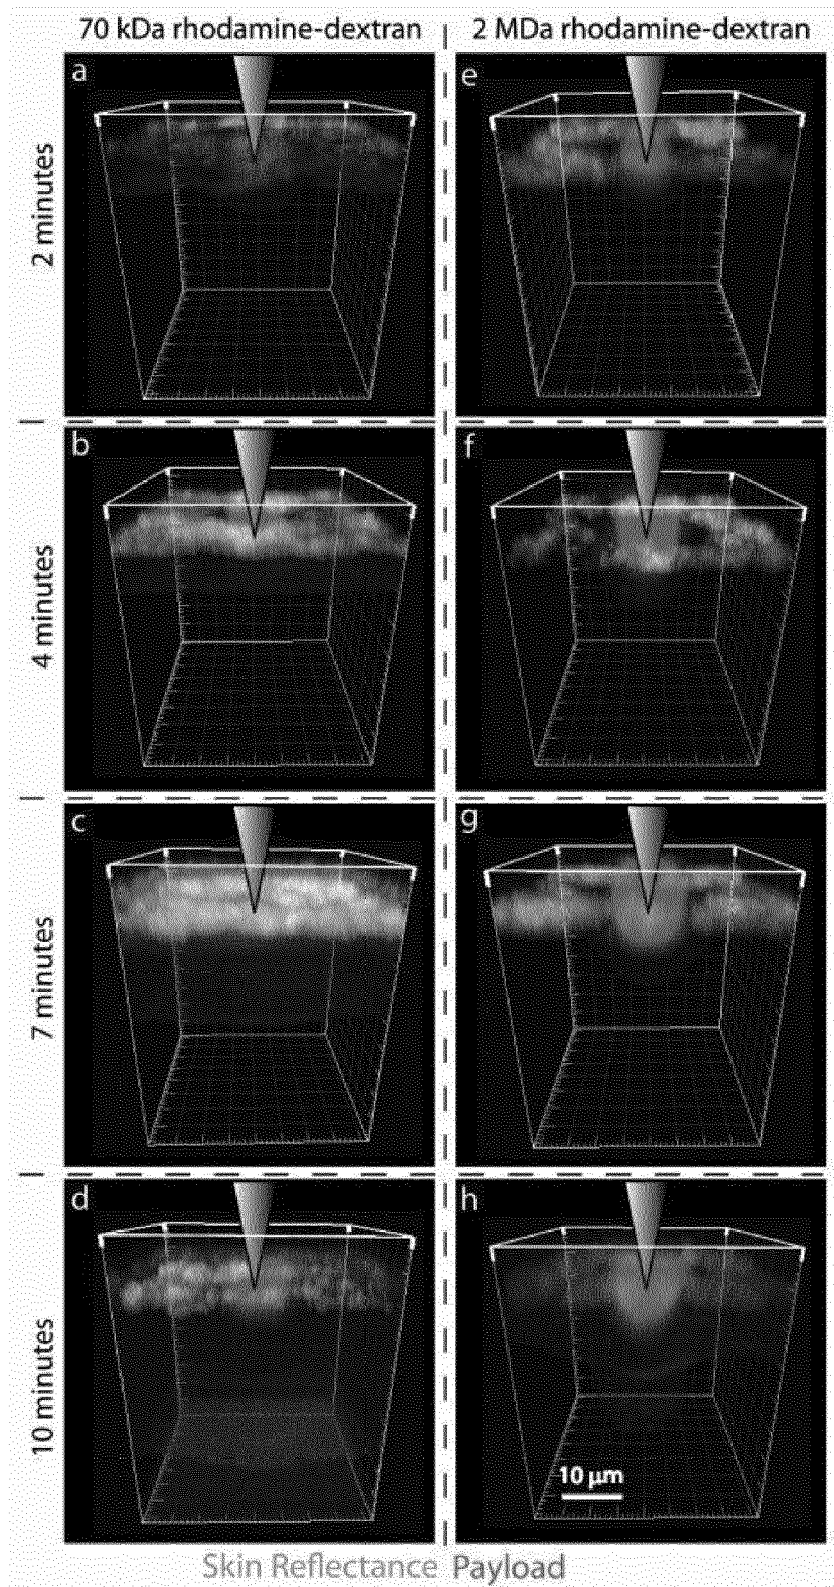 70 kDa rhodamine-dextran
2 MDa rhodamine-dextran
2 minutes
a
e
4 minutes
b
f
7 minutes
c
g
10 minutes
d
h
10 µm
Skin Reflectance Payload